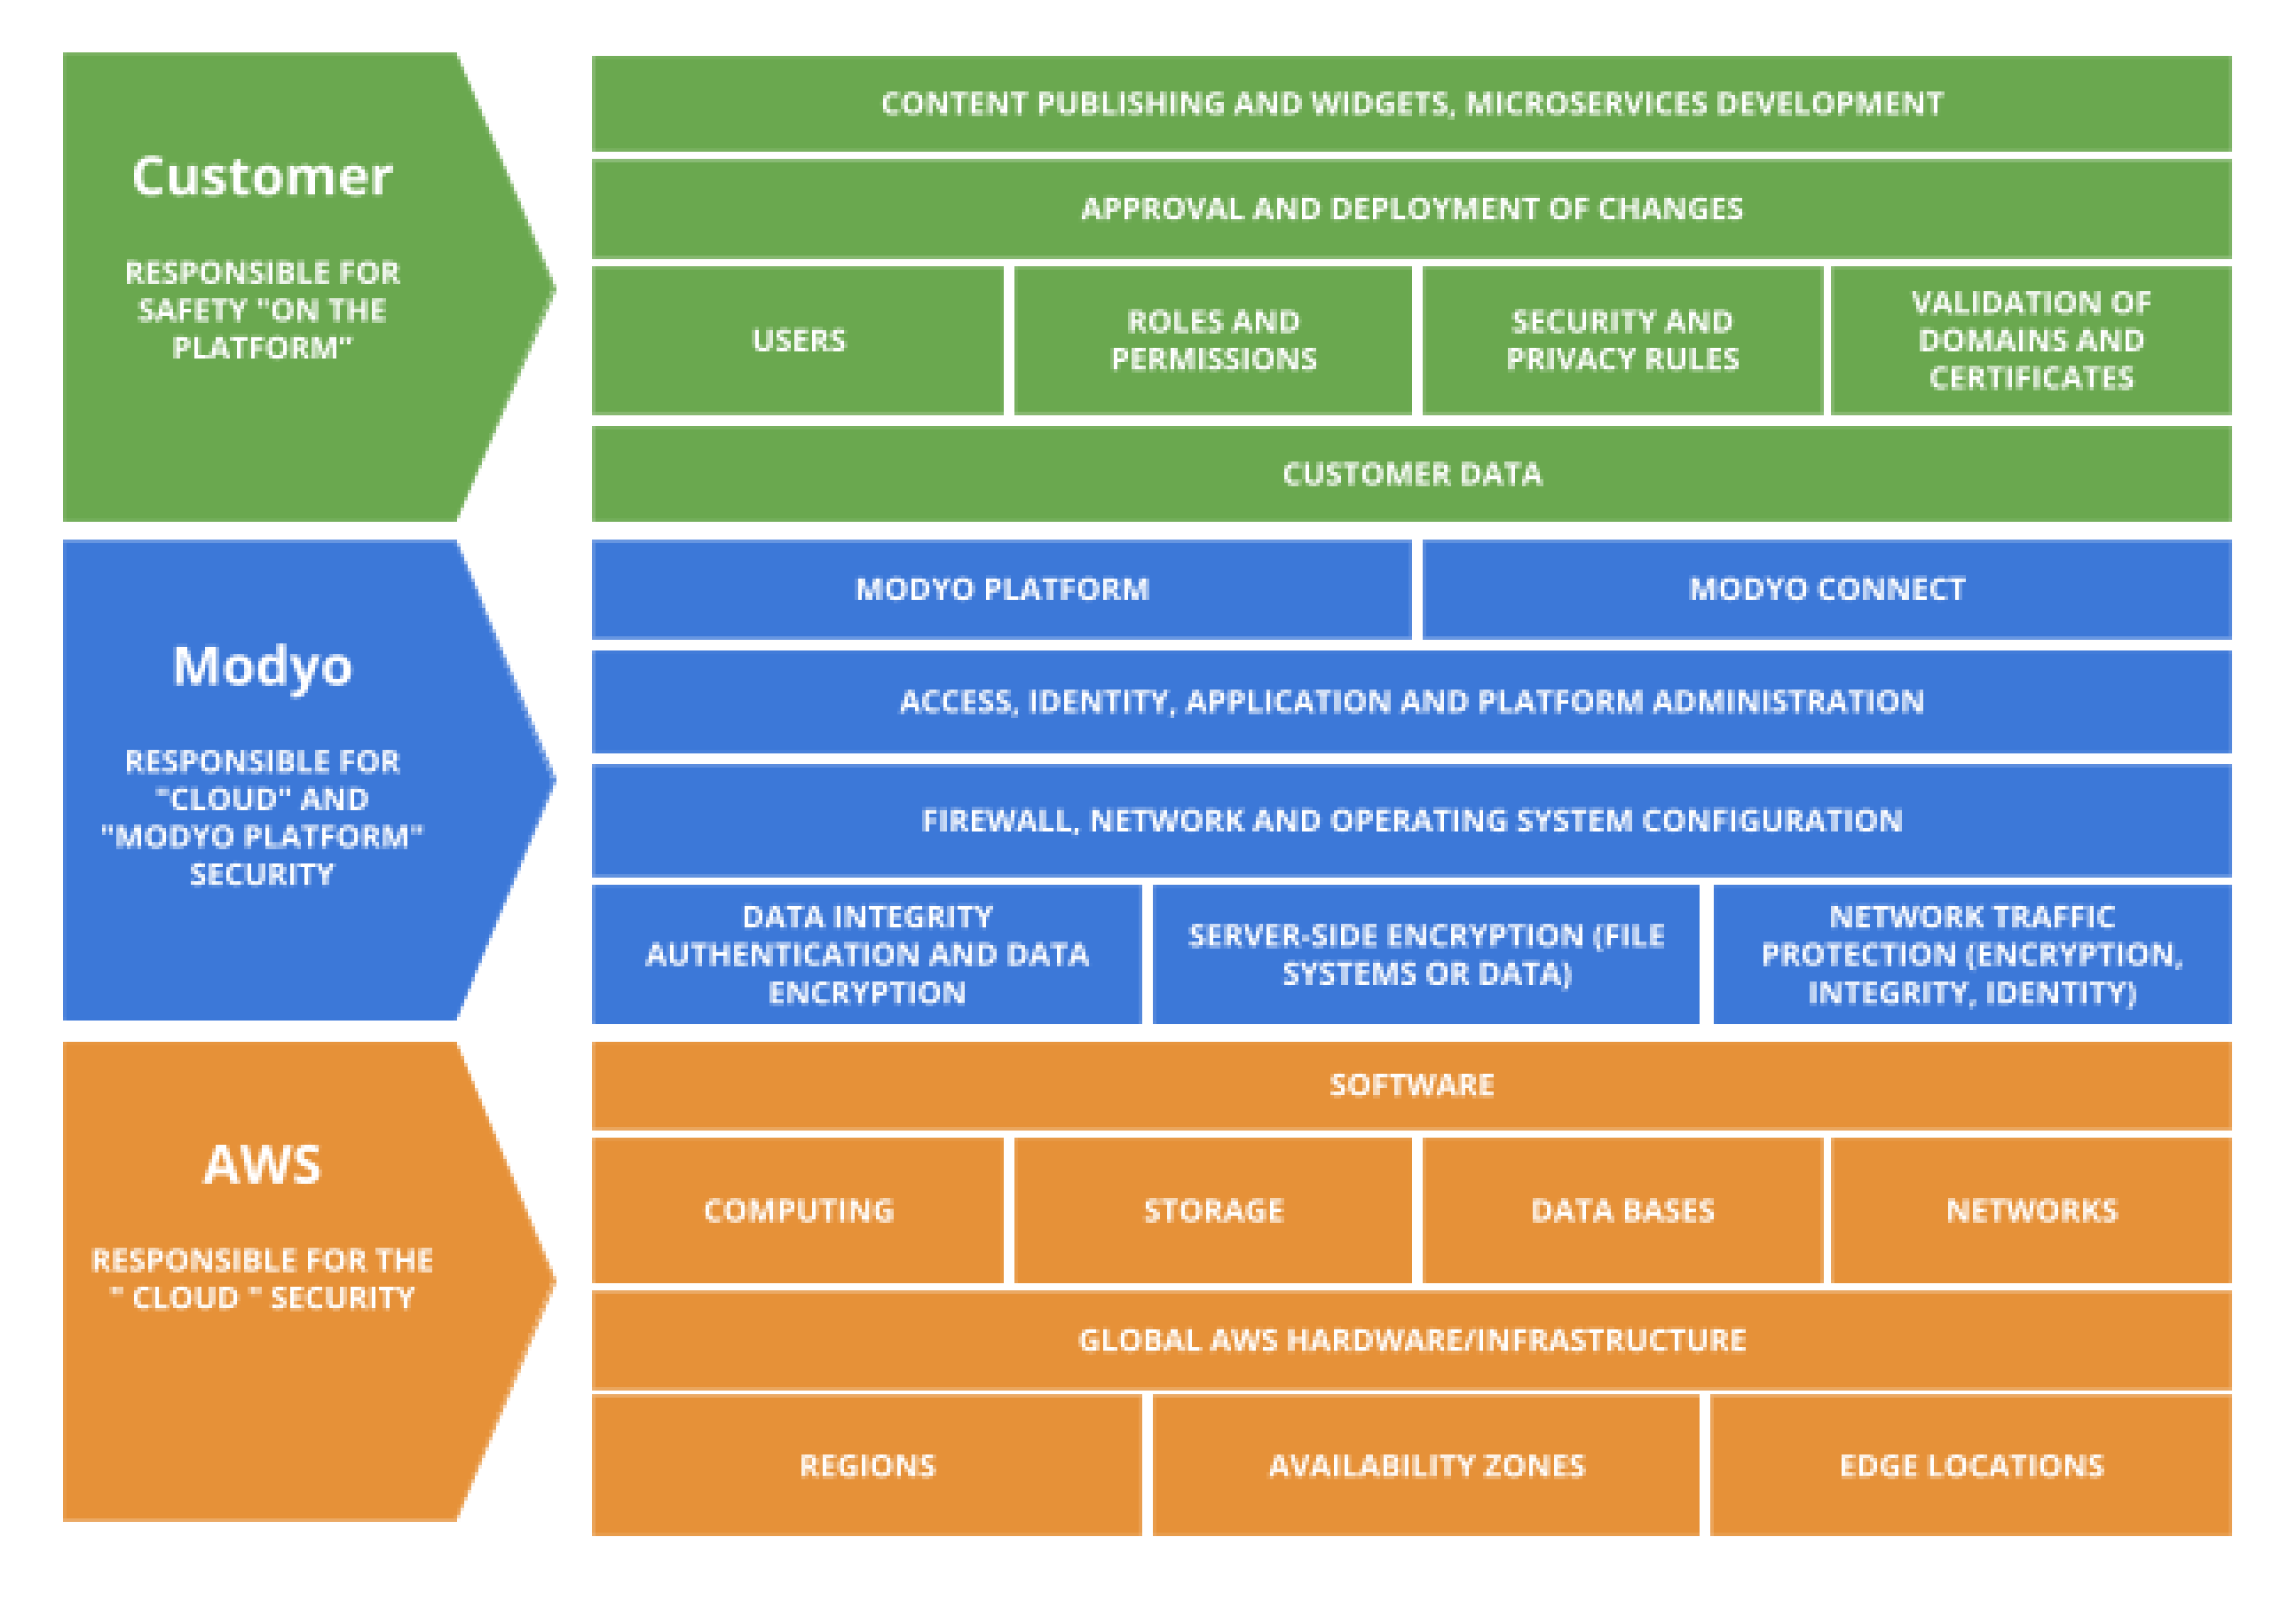 Customer
RESPONSIBLE FOR
SAFETY "ON THE
PLATFORM"
CONTENT PUBLISHING AND WIDGETS, MICROSERVICES DEVELOPMENT
APPROVAL AND DEPLOYMENT OF CHANGES
USERS
ROLES AND
PERMISSIONS
SECURITY AND
PRIVACY RULES
VALIDATION OF
DOMAINS AND
CERTIFICATES
CUSTOMER DATA
Modyo
RESPONSIBLE FOR
"CLOUD" AND
"MODYO PLATFORM"
SECURITY
MODYO PLATFORM
MODYO CONNECT
ACCESS, IDENTITY, APPLICATION AND PLATFORM ADMINISTRATION
FIREWALL, NETWORK AND OPERATING SYSTEM CONFIGURATION
DATA INTEGRITY
AUTHENTICATION AND DATA
ENCRYPTION
SERVER-SIDE ENCRYPTION (FILE
SYSTEMS OR DATA)
NETWORK TRAFFIC
PROTECTION (ENCRYPTION,
INTEGRITY, IDENTITY)
AWS
RESPONSIBLE FOR THE
" CLOUD " SECURITY
SOFTWARE
COMPUTING
STORAGE
DATA BASES
NETWORKS
GLOBAL AWS HARDWARE/INFRASTRUCTURE
REGIONS
AVAILABILITY ZONES
EDGE LOCATIONS